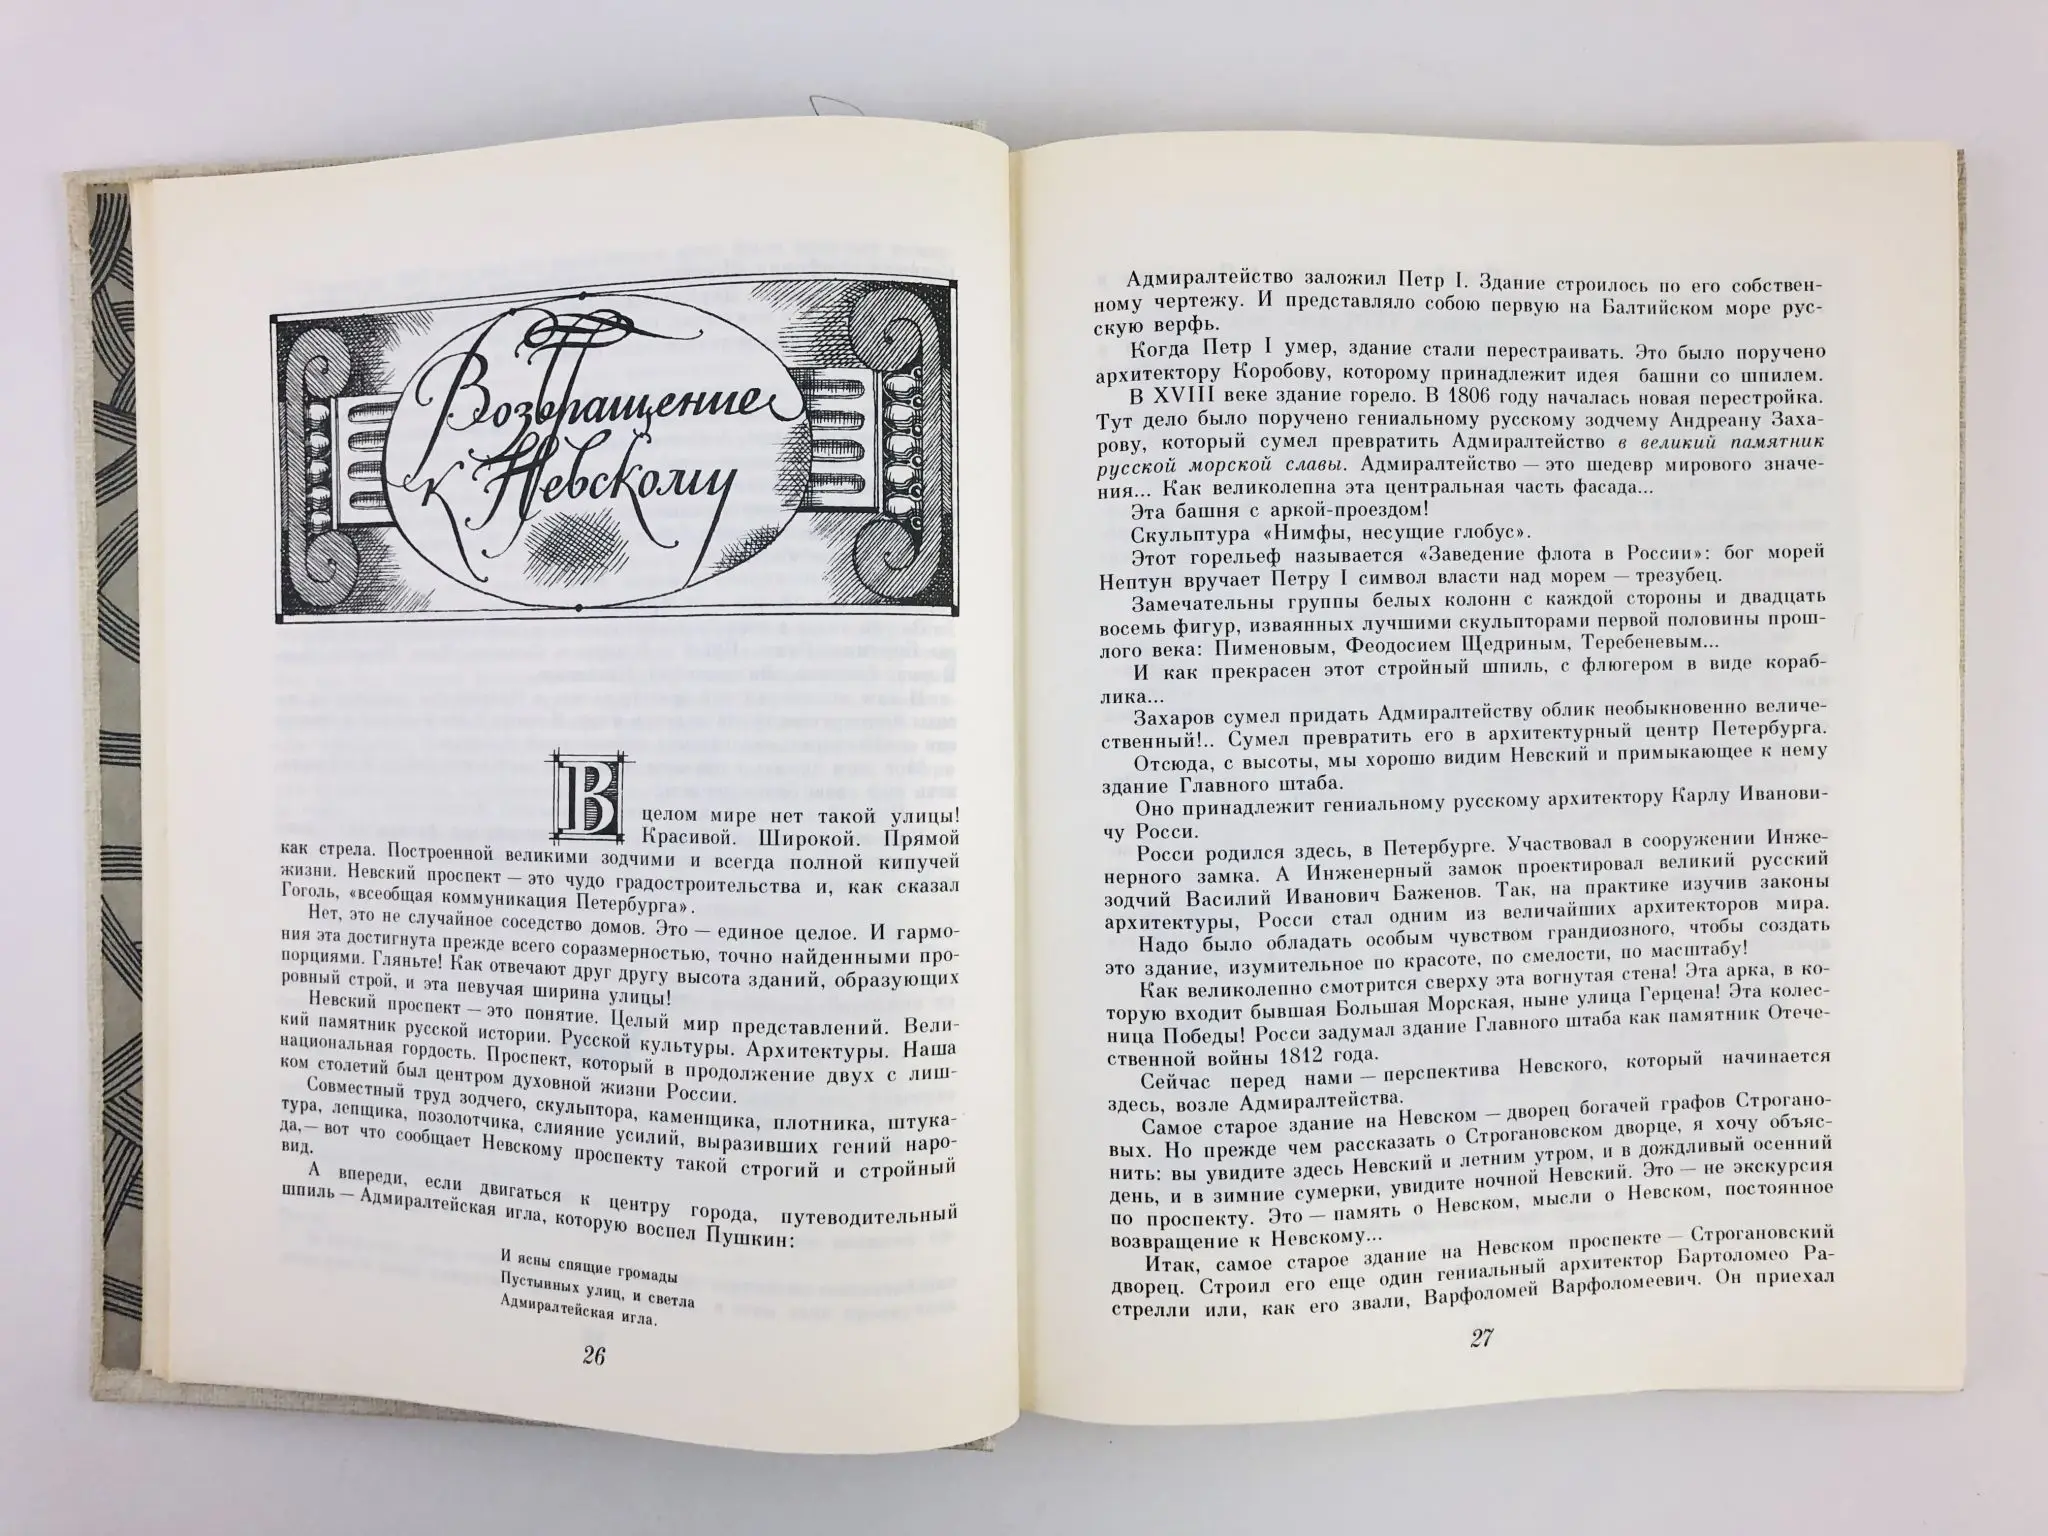 Возвращение
к Невскому
В
целом мире нет такой улицы!
Красивой. Широкой. Прямой
как стрела. Построенной великими зодчими и всегда полной кипучей
жизни. Невский проспект — это чудо градостроительства и, как сказал
Гоголь, «всеобщая коммуникация Петербурга».
Нет, это не случайное соседство домов. Это — единое целое. И гармо-
ния эта достигнута прежде всего соразмерностью, точно найденными про-
порциями. Гляньте! Как отвечают друг другу высота зданий, образующих
ровный строй, и эта певучая ширина улицы!
Невский проспект — это понятие. Целый мир представлений. Вели-
кий памятник русской истории. Русской культуры. Архитектуры. Наша
национальная гордость. Проспект, который в продолжение двух с лиш-
ком столетий был центром духовной жизни России.
Совместный труд зодчего, скульптора, каменщика, плотника, штука-
тура, лепщика, позолотчика, слияние усилий, выразивших гений наро-
да,— вот что сообщает Невскому проспекту такой строгий и стройный
вид.
А впереди, если двигаться к центру города, путеводительный
шпиль — Адмиралтейская игла, которую воспел Пушкин:
И ясны спящие громады
Пустынных улиц, и светла
Адмиралтейская игла.
26
Адмиралтейство заложил Петр I. Здание строилось по его собствен-
ному чертежу. И представляло собою первую на Балтийском море рус-
скую верфь.
Когда Петр I умер, здание стали перестраивать. Это было поручено
архитектору Коробову, которому принадлежит идея башни со шпилем.
В XVIII веке здание горело. В 1806 году началась новая перестройка.
Тут дело было поручено гениальному русскому зодчему Андреану Заха-
рову, который сумел превратить Адмиралтейство в великий памятник
русской морской славы. Адмиралтейство — это шедевр мирового значе-
ния... Как великолепна эта центральная часть фасада...
Эта башня с аркой-проездом!
Скульптура «Нимфы, несущие глобус».
Этот горельеф называется «Заведение флота в России»: бог морей
Нептун вручает Петру I символ власти над морем — трезубец.
Замечательны группы белых колонн с каждой стороны и двадцать
восемь фигур, изваянных лучшими скульпторами первой половины прош-
лого века: Пименовым, Феодосием Щедриным, Теребеневым...
И как прекрасен этот стройный шпиль, с флюгером в виде кораб-
лика...
Захаров сумел придать Адмиралтейству облик необыкновенно величе-
ственный!.. Сумел превратить его в архитектурный центр Петербурга.
Отсюда, с высоты, мы хорошо видим Невский и примыкающее к нему
здание Главного штаба.
Оно принадлежит гениальному русскому архитектору Карлу Иванови-
чу Росси.
Росси родился здесь, в Петербурге. Участвовал в сооружении Инже-
нерного замка. А Инженерный замок проектировал великий русский
зодчий Василий Иванович Баженов. Так, на практике изучив законы
архитектуры, Росси стал одним из величайших архитекторов мира.
Надо было обладать особым чувством грандиозного, чтобы создать
это здание, изумительное по красоте, по смелости, по масштабу!
Как великолепно смотрится сверху эта вогнутая стена! Эта арка, в ко-
торую входит бывшая Большая Морская, ныне улица Герцена! Эта колес-
ница Победы! Росси задумал здание Главного штаба как памятник Отече-
ственной войны 1812 года.
Сейчас перед нами — перспектива Невского, который начинается
здесь, возле Адмиралтейства.
Самое старое здание на Невском — дворец богачей графов Строгано-
вых. Но прежде чем рассказать о Строгановском дворце, я хочу объяс-
нить: вы увидите здесь Невский и летним утром, и в дождливый осенний
день, и в зимние сумерки, увидите ночной Невский. Это — не экскурсия
по проспекту. Это — память о Невском, мысли о Невском, постоянное
возвращение к Невскому...
Итак, самое старое здание на Невском проспекте — Строгановский
дворец. Строил его еще один гениальный архитектор Бартоломео Ра-
стрелли или, как его звали, Варфоломей Варфоломеевич. Он приехал
27